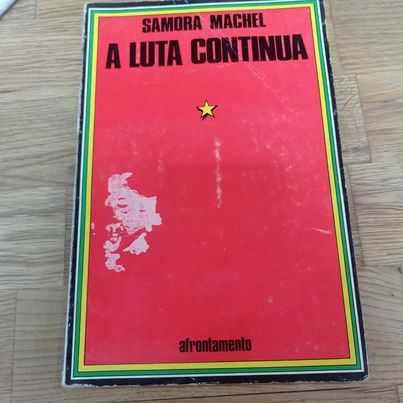 SAMORA MACHEL
A LUTA CONTINUA
afrontamento